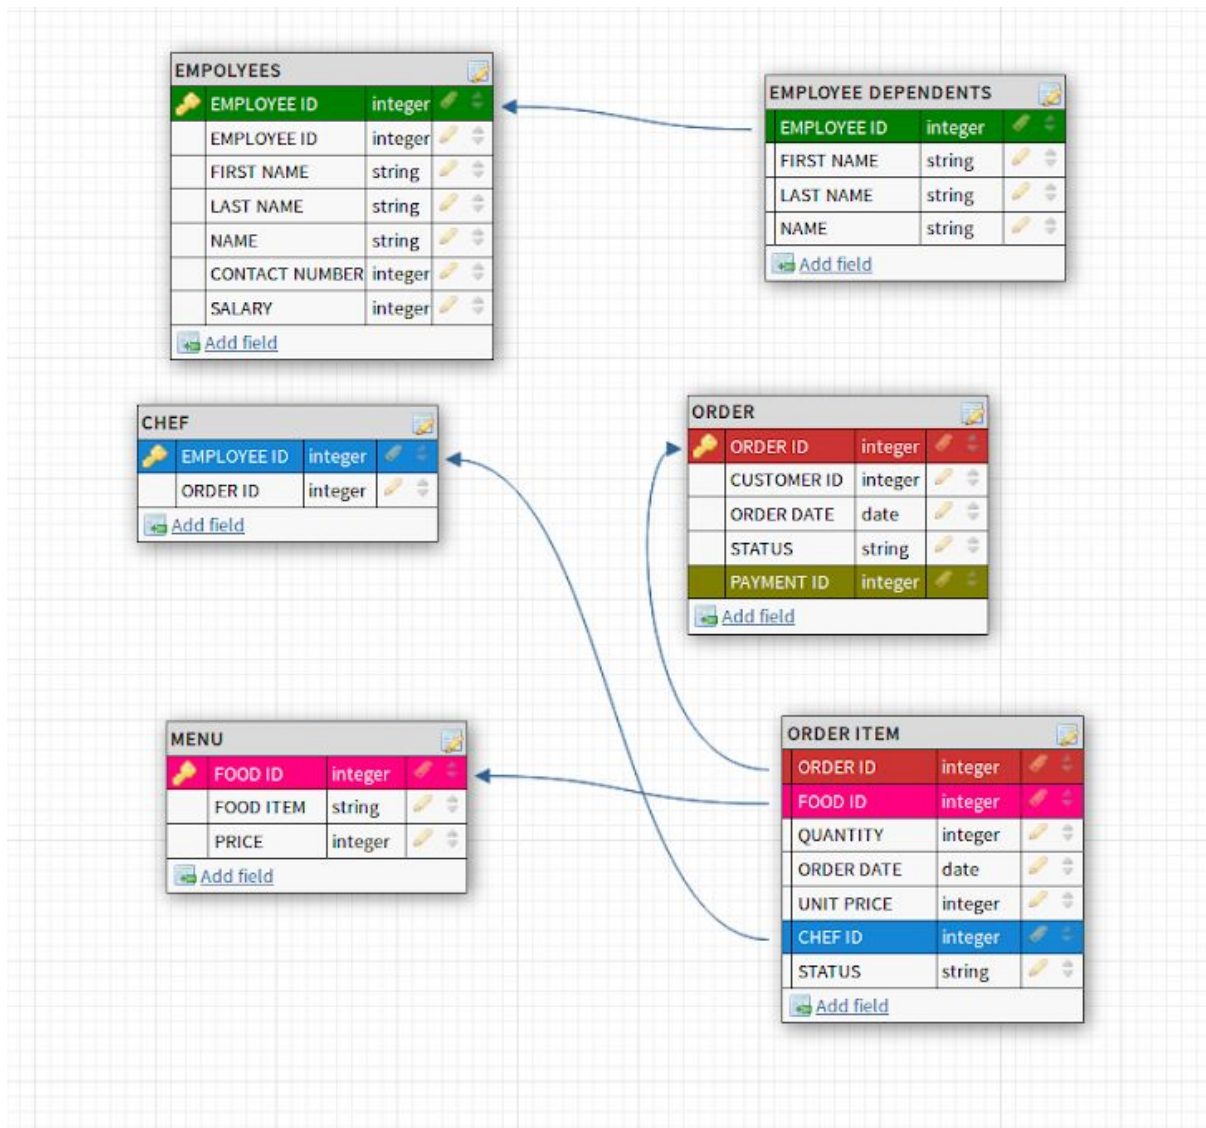 EMPOLYEES
EMPLOYEE ID integer
EMPLOYEE ID integer
FIRST NAME string
LAST NAME string
NAME string
CONTACT NUMBER integer
SALARY integer
Add field
EMPLOYEE DEPENDENTS
EMPLOYEE ID integer
FIRST NAME string
LAST NAME string
NAME string
Add field
CHEF
EMPLOYEE ID integer
ORDER ID integer
Add field
ORDER
ORDER ID integer
CUSTOMER ID integer
ORDER DATE date
STATUS string
PAYMENT ID integer
Add field
MENU
FOOD ID integer
FOOD ITEM string
PRICE integer
Add field
ORDER ITEM
ORDER ID integer
FOOD ID integer
QUANTITY integer
ORDER DATE date
UNIT PRICE integer
CHEF ID integer
STATUS string
Add field